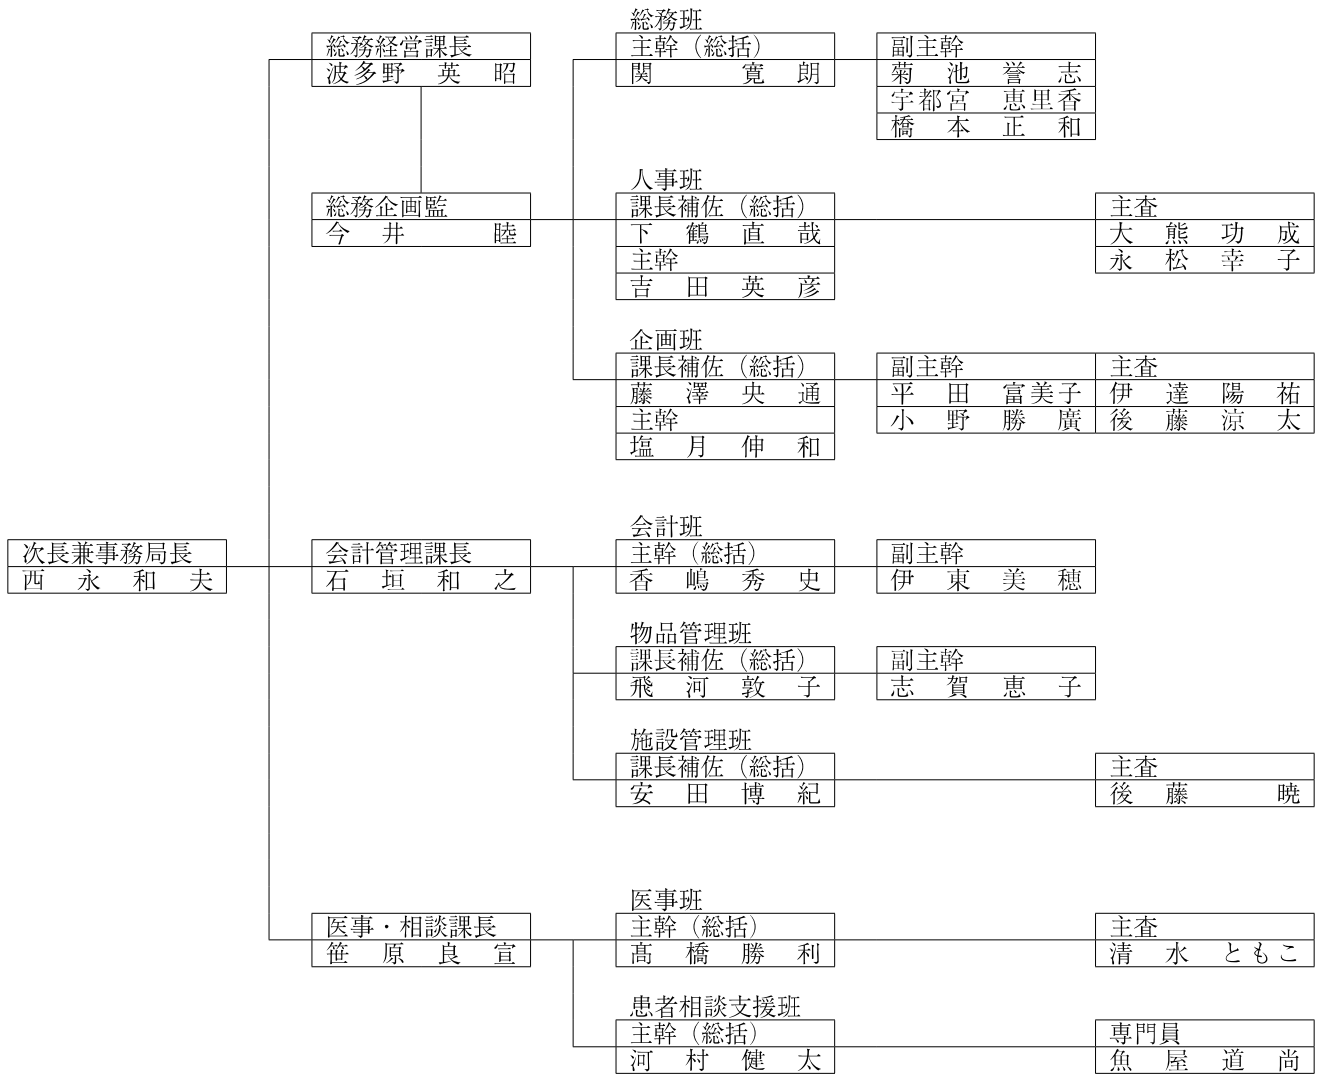 総務班
総務経営課長 主幹（総括） 副主幹
波多野 英 昭 関 寛 朗 菊 池 誉 志
宇都宮 恵里香
橋 本 正 和
人事班
総務企画監 課長補佐（総括） 主査
今 井 睦 下 鶴 直 哉 大 熊 功 成
主幹 永 松 幸 子
吉 田 英 彦
企画班
課長補佐（総括） 副主幹 主査
藤 澤 央 通 平 田 富美子 伊 達 陽 祐
主幹 小 野 勝 廣 後 藤 涼 太
塩 月 伸 和
会計班
次長兼事務局長 会計管理課長 主幹（総括） 副主幹
西 永 和 夫 石 垣 和 之 香 嶋 秀 史 伊 東 美 穂
物品管理班
課長補佐（総括） 副主幹
飛 河 敦 子 志 賀 恵 子
施設管理班
課長補佐（総括） 主査
安 田 博 紀 後 藤 暁
医事班
医事・相談課長 主幹（総括） 主査
笹 原 良 宣 髙 橋 勝 利 清 水 ともこ
患者相談支援班
主幹（総括） 専門員
河 村 健 太 魚 屋 道 尚